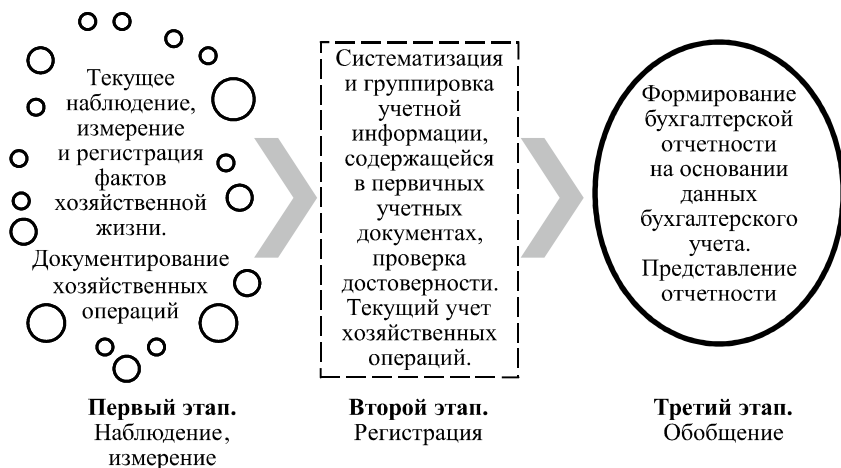 Текущее
наблюдение,
измерение
и регистрация
фактов
хозяйственной
жизни.
Документирование
хозяйственных
операций
Систематизация
и группировка
учетной
информации,
содержащейся
в первичных
учетных
документах,
проверка
достоверности.
Текущий учет
хозяйственных
операций.
Формирование
бухгалтерской
отчетности
на основании
данных
бухгалтерского
учета.
Представление
отчетности
Первый этап.
Наблюдение,
измерение
Второй этап.
Регистрация
Третий этап.
Обобщение